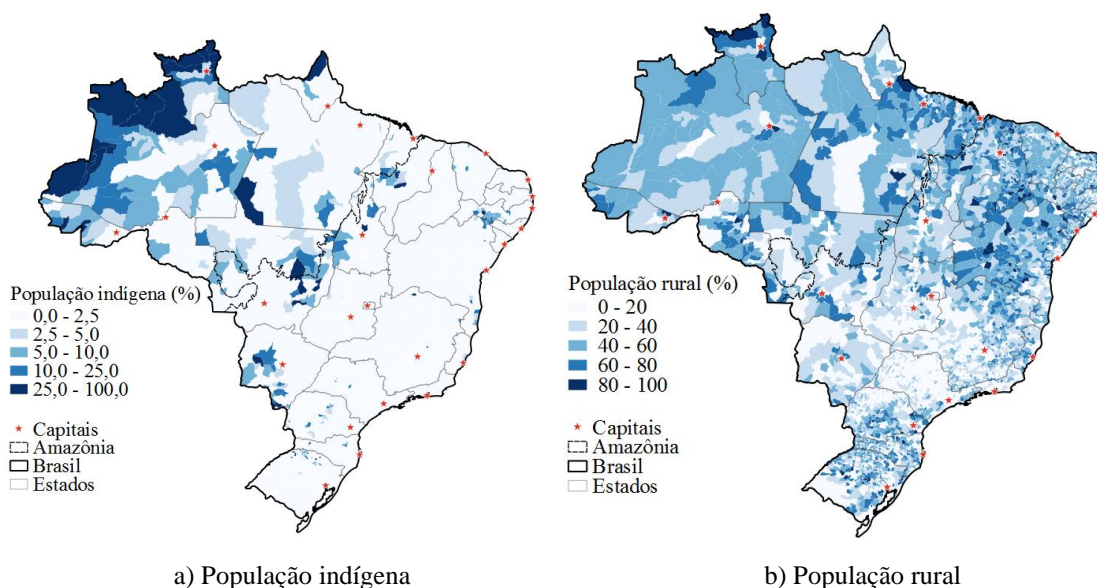 População indígena (%)
0,0 - 2,5
2,5 - 5,0
5,0 - 10,0
10,0 - 25,0
25,0 - 100,0
Capitais
Amazônia
Brasil
Estados
a) População indígena
População rural (%)
0 - 20
20 - 40
40 - 60
60 - 80
80 - 100
Capitais
Amazônia
Brasil
Estados
b) População rural